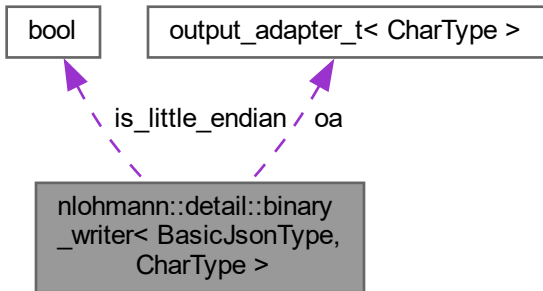 bool
output_adapter_t< CharType >
is_little_endian
oa
nlohmann::detail::binary
_writer< BasicJsonType,
CharType >